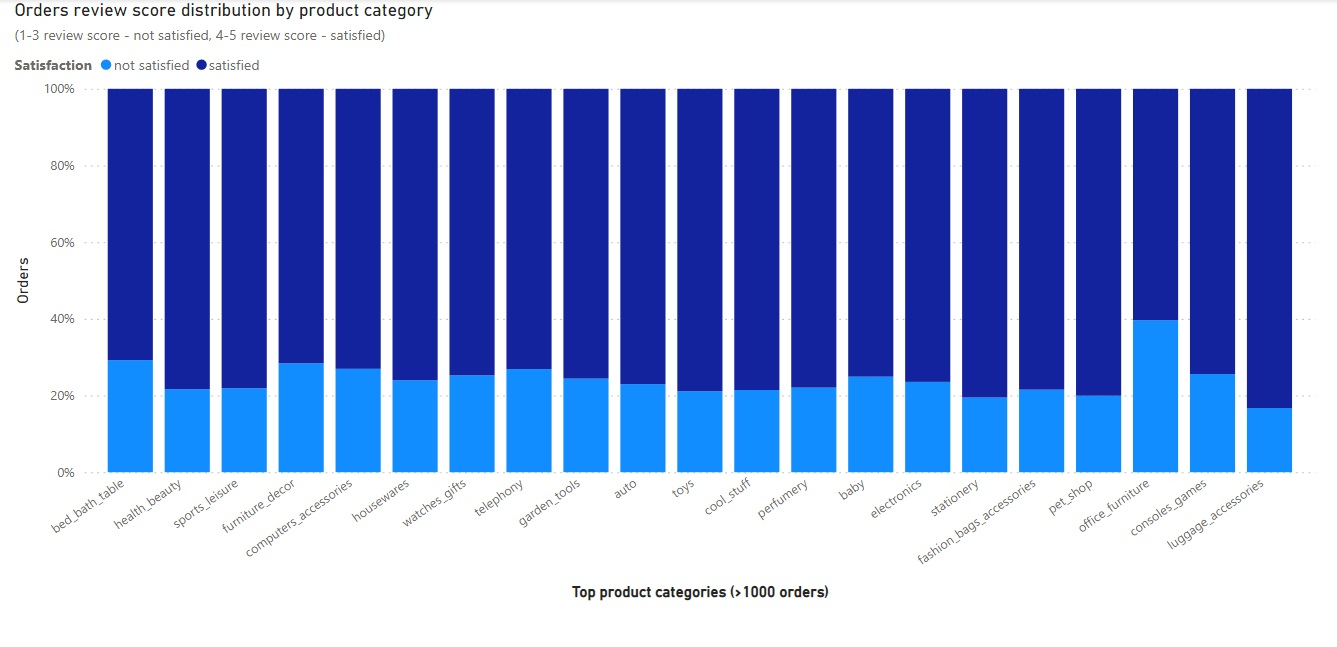 Orders review score distribution by product category
(1-3 review score - not satisfied, 4-5 review score - satisfied)
Satisfaction not satisfied satisfied
100%
80%
60%
40%
20%
0%
Orders
bed_bath_table
health_beauty
sports_leisure
furniture_decor
computers_accessories
housewares
watches_gifts
telephony
garden_tools
auto
toys
cool_stuff
perfumery
baby
electronics
stationery
fashion_bags_accessories
pet_shop
office_furniture
consoles_games
luggage_accessories
Top product categories (>1000 orders)